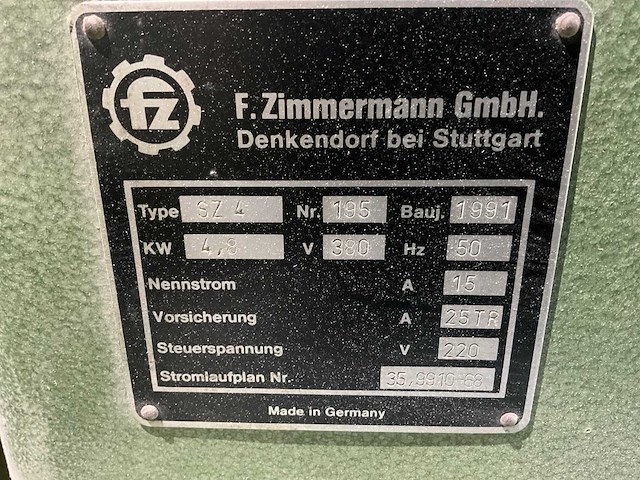 fz
F. Zimmermann GmbH.
Denkendorf bei Stuttgart
Type SZ 4 Nr. 195 Bauj. 1991
KW 4,8 V 380 Hz 50
Nennstrom A 15
Vorsicherung A 25TR
Steuerspannung V 220
Stromlaufplan Nr.
Made in Germany